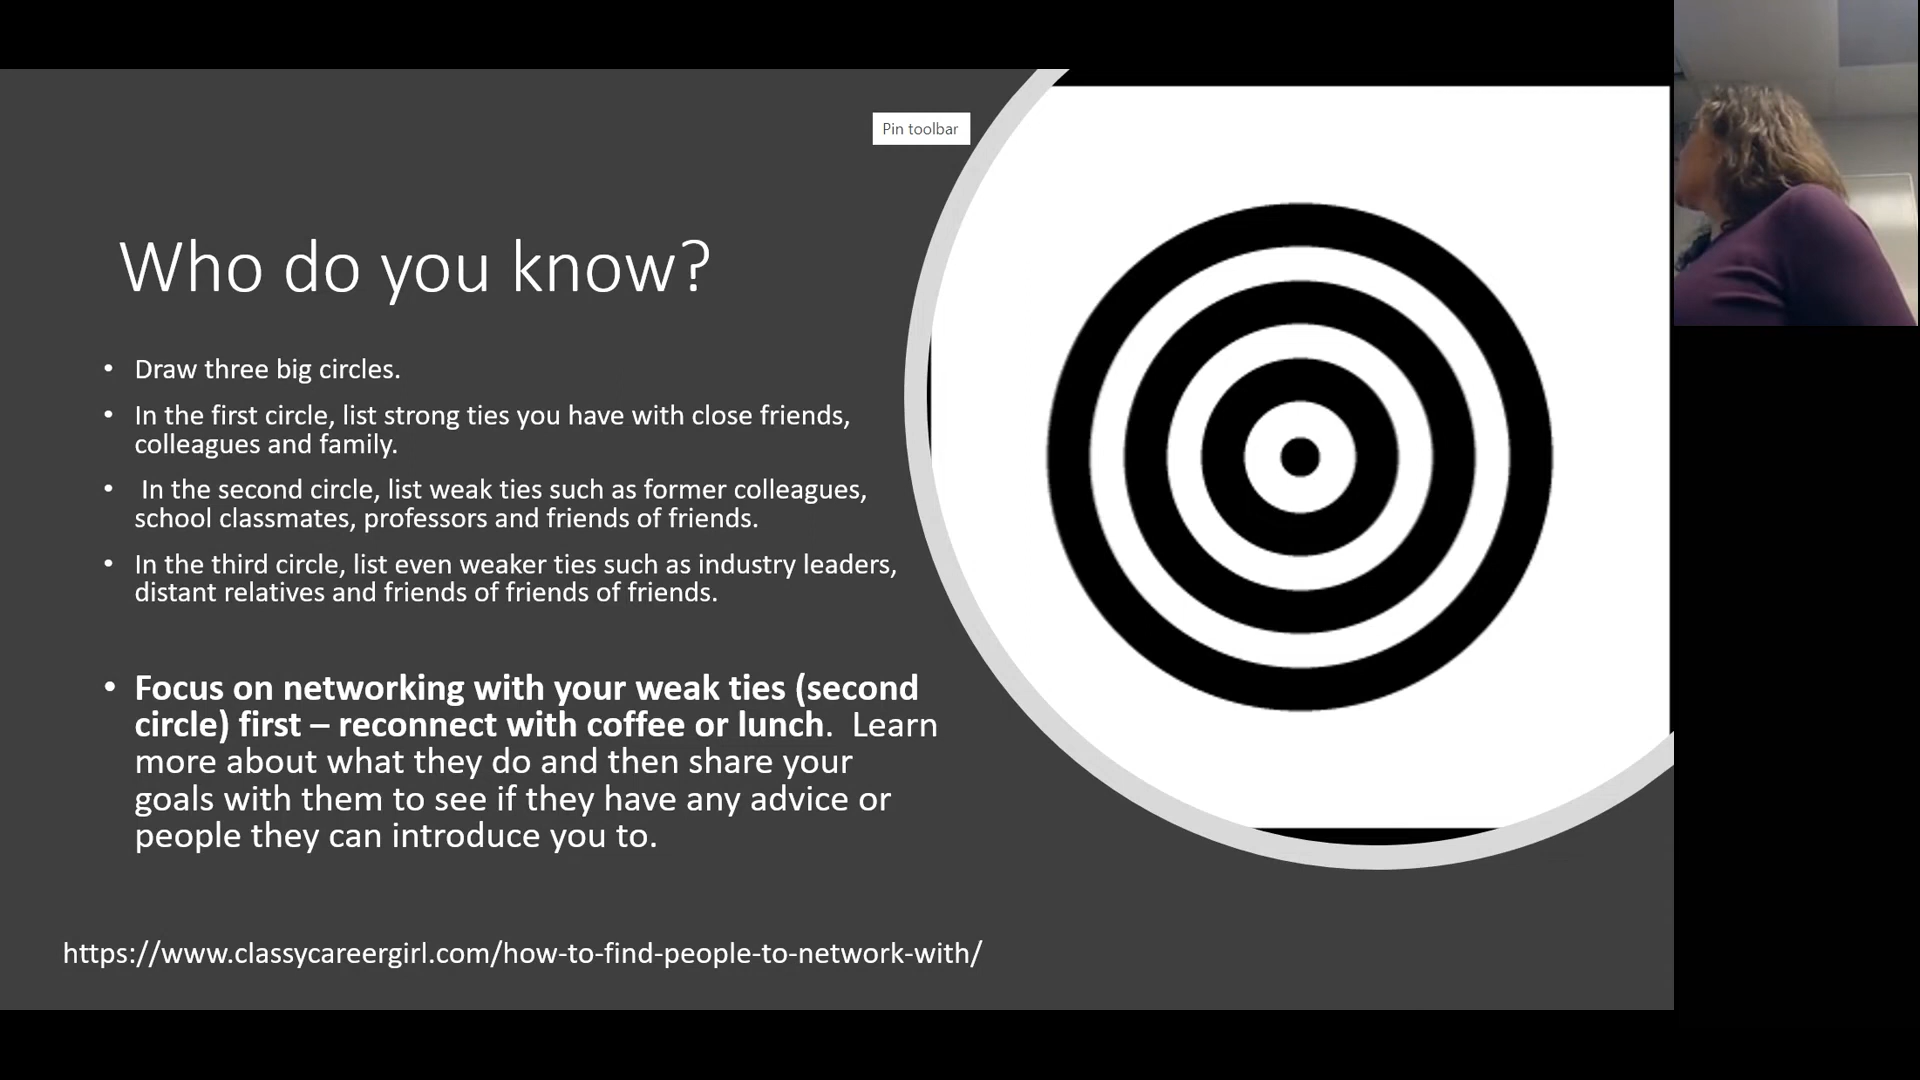 Pin toolbar
Who do you know?
• Draw three big circles.
• In the first circle, list strong ties you have with close friends,
colleagues and family.
• In the second circle, list weak ties such as former colleagues,
school classmates, professors and friends of friends.
• In the third circle, list even weaker ties such as industry leaders,
distant relatives and friends of friends of friends.
• Focus on networking with your weak ties (second
circle) first – reconnect with coffee or lunch.  Learn
more about what they do and then share your
goals with them to see if they have any advice or
people they can introduce you to.
https://www.classycareergirl.com/how-to-find-people-to-network-with/